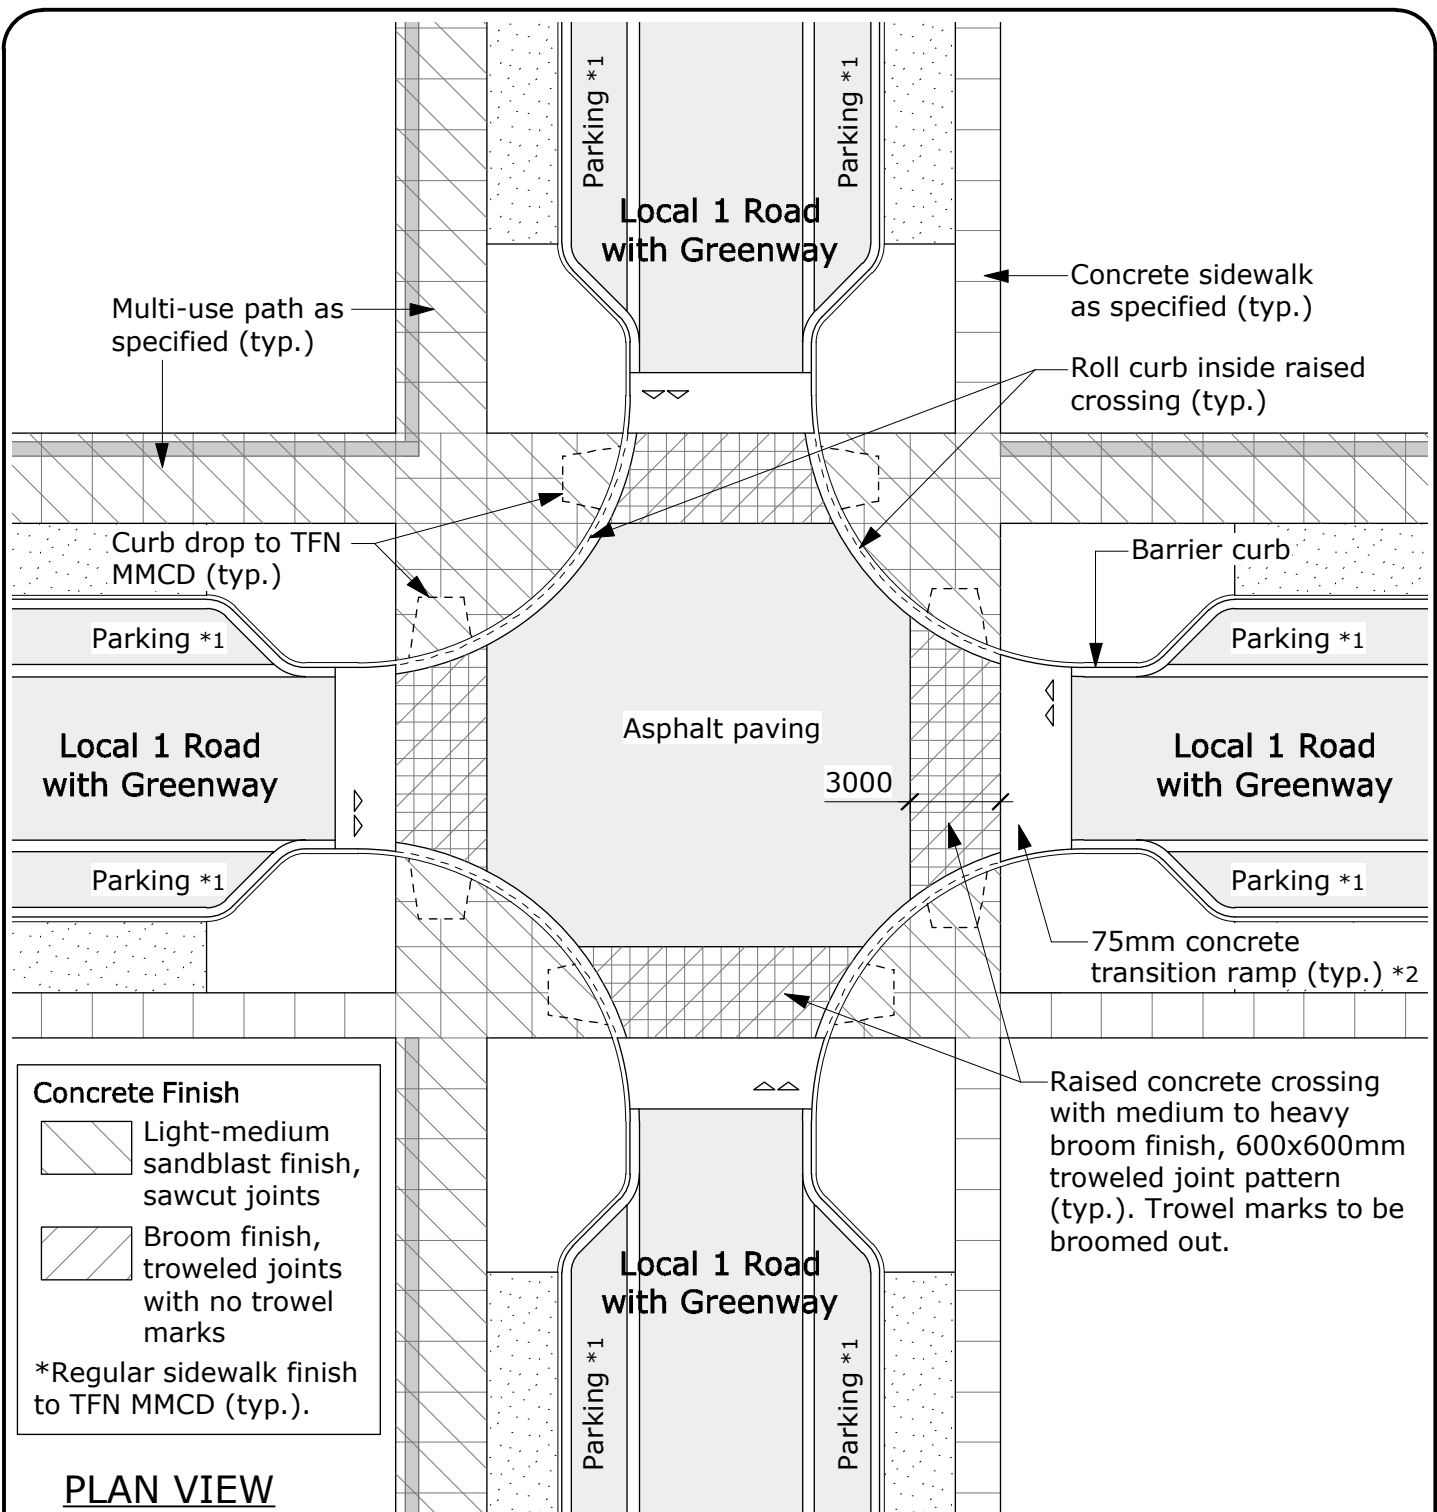 Parking *1
Parking *1
Local 1 Road
with Greenway
Multi-use path as
specified (typ.)
Concrete sidewalk
as specified (typ.)
Roll curb inside raised
crossing (typ.)
Curb drop to TFN
MMCD (typ.)
Barrier curb
Parking *1
Parking *1
Local 1 Road
with Greenway
Asphalt paving
3000
Local 1 Road
with Greenway
Parking *1
Parking *1
75mm concrete
transition ramp (typ.) *2
Raised concrete crossing
with medium to heavy
broom finish, 600x600mm
troweled joint pattern
(typ.). Trowel marks to be
broomed out.
Concrete Finish
Light-medium
sandblast finish,
sawcut joints
Broom finish,
troweled joints
with no trowel
marks
*Regular sidewalk finish
to TFN MMCD (typ.).
Local 1 Road
with Greenway
Parking *1
Parking *1
PLAN VIEW